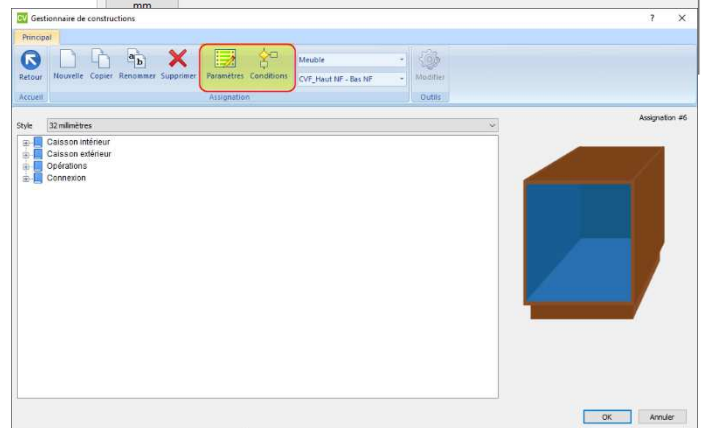 mm
CV Gestionnaire de constructions ? X
Principal
Retour Nouvelle Copier Renommer Supprimer Paramètres Conditions Meuble Modifier
CVF_Haut NF - Bas NF
Accueil Assignation Outils
Style 32 milimètres Assignation #6
Caisson intérieur
Caisson extérieur
Opérations
Connexion
OK Annuler